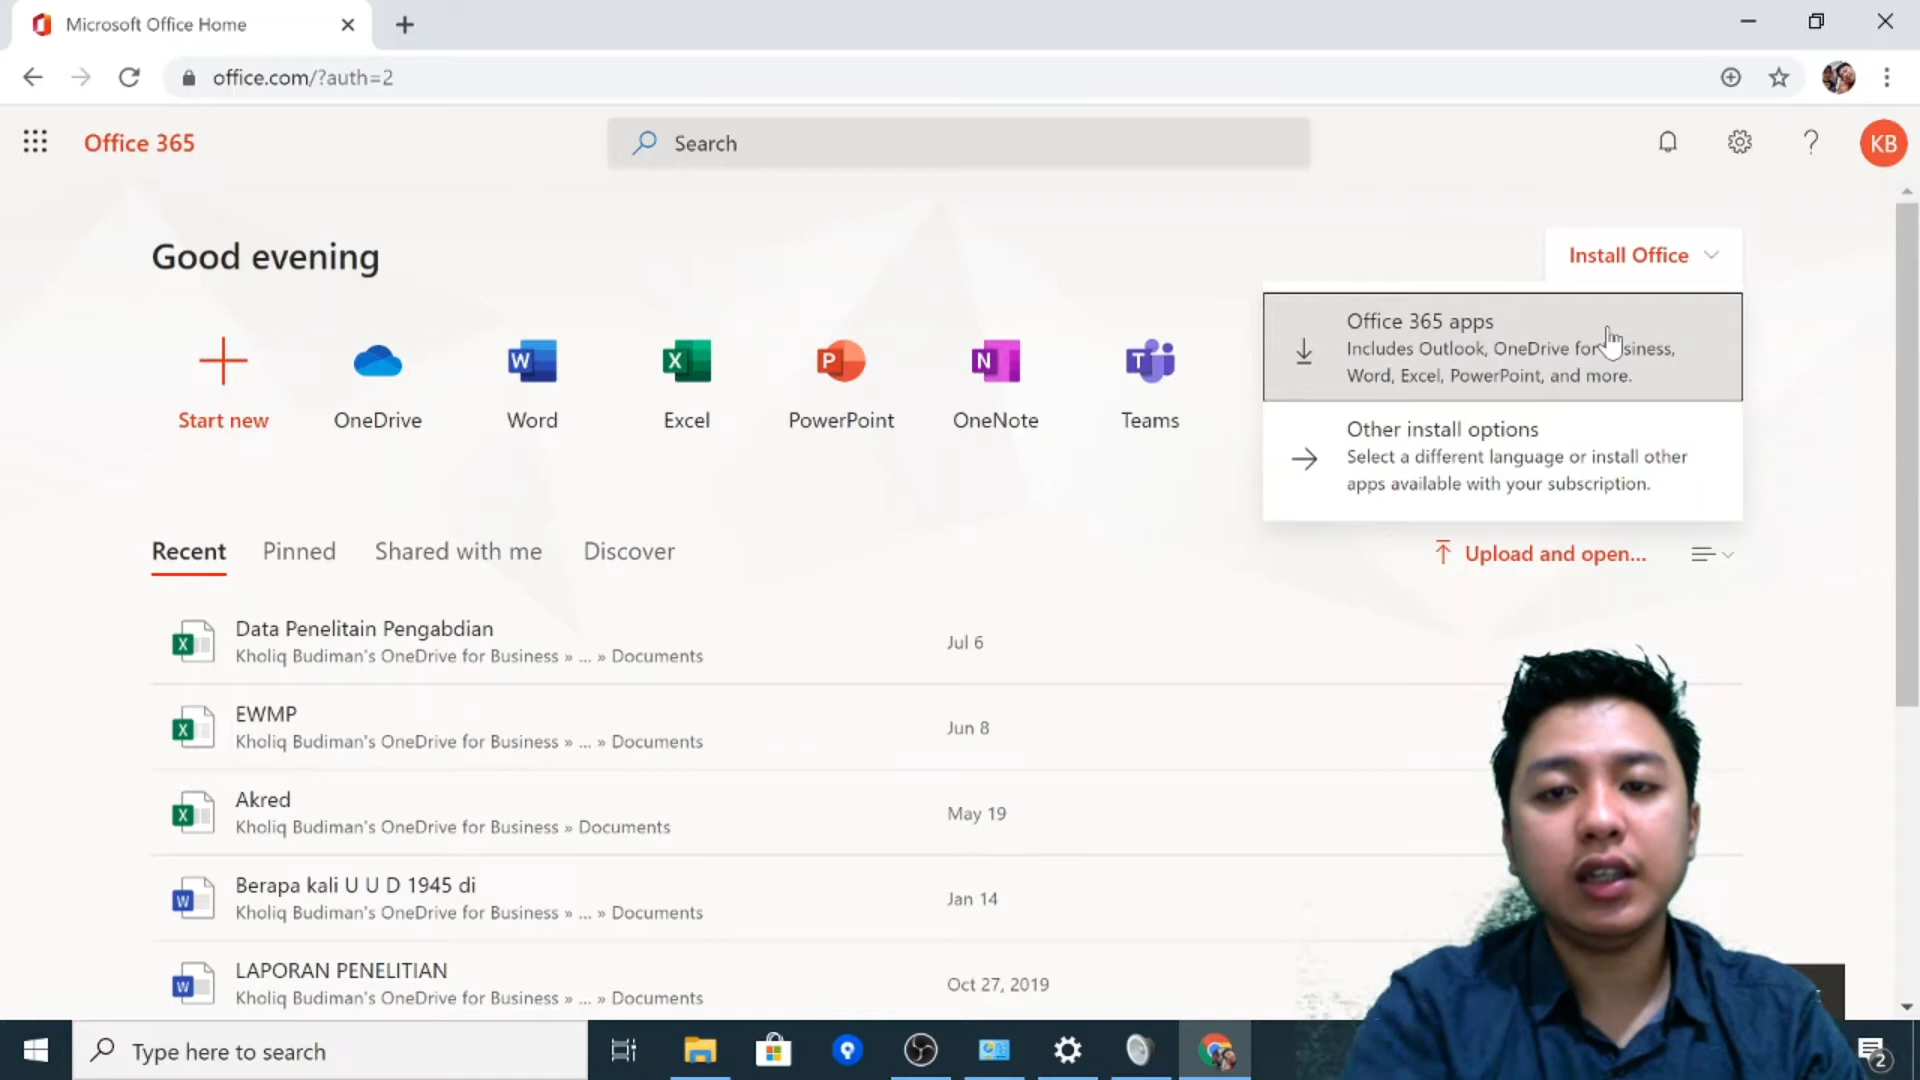 Microsoft Office Home
office.com/?auth=2
Office 365
Search
KB
Good evening
Install Office
Office 365 apps
Includes Outlook, OneDrive for siness,
Word, Excel, PowerPoint, and more.
Other install options
Select a different language or install other
apps available with your subscription.
Start new
OneDrive
Word
Excel
PowerPoint
OneNote
Teams
Recent
Pinned
Shared with me
Discover
Upload and open...
Data Penelitain Pengabdian
Jul 6
Kholiq Budiman's OneDrive for Business » ... » Documents
EWMP
Jun 8
Kholiq Budiman's OneDrive for Business » ... » Documents
Akred
May 19
Kholiq Budiman's OneDrive for Business » Documents
Berapa kali U U D 1945 di
Jan 14
Kholiq Budiman's OneDrive for Business » ... » Documents
LAPORAN PENELITIAN
Oct 27, 2019
Kholiq Budiman's OneDrive for Business » ... » Documents
Type here to search
2